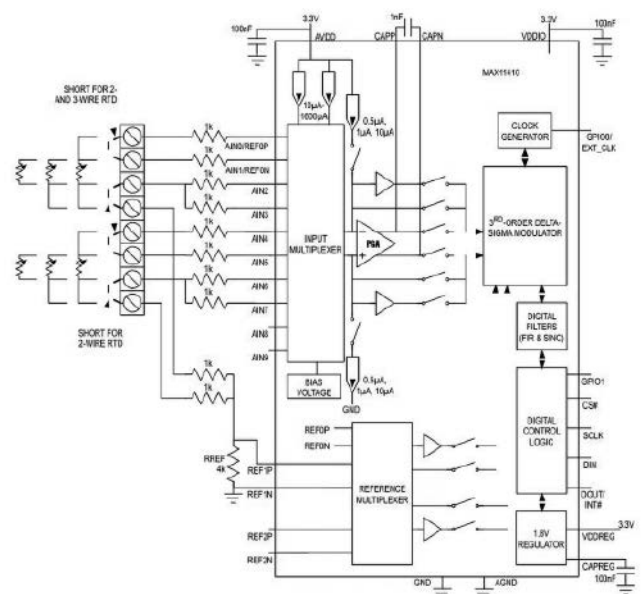 3.3V
1nF
3.3V
100nF
AVDD
CAPP
CAPN
VDDIO
100nF
MAX11410
SHORT FOR 2-
AND 3-WIRE RTD
10µA-
1600µA
0.5µA,
1µA, 10µA
CLOCK
GENERATOR
GPIO0/
EXT_CLK
1k
AIN0/REF0P
1k
AIN1/REF0N
1k
AIN2
1k
AIN3
1k
AIN4
1k
AIN5
1k
AIN6
1k
AIN7
AIN8
AIN9
INPUT
MULTIPLEXER
PGA
3RD-ORDER DELTA-
SIGMA MODULATOR
SHORT FOR
2-WIRE RTD
DIGITAL
FILTERS
(FIR & SINC)
BIAS
VOLTAGE
0.5µA,
1µA, 10µA
GND
1k
1k
GPIO1
CS#
SCLK
DIN
DOUT/
INT#
DIGITAL
CONTROL
LOGIC
REF0P
REF0N
RREF
4k
REF1P
REF1N
REFERENCE
MULTIPLEXER
REF2P
REF2N
1.8V
REGULATOR
3.3V
VDDREG
CAPREG
100nF
GND
AGND